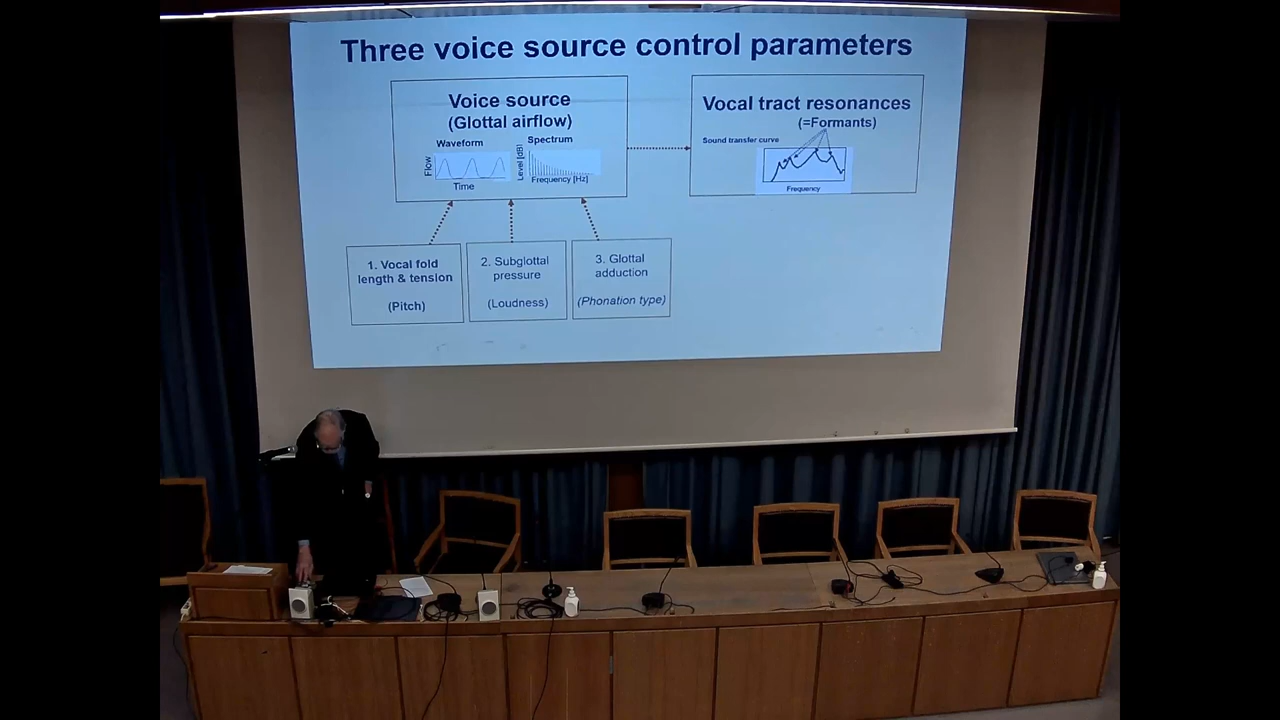 Three voice source control parameters
Voice source
(Glottal airflow)
Waveform
Spectrum
Flow
Time
Level [dB]
Frequency [Hz]
Vocal tract resonances
(=Formants)
Sound transfer curve
Frequency
1. Vocal fold
length & tension
(Pitch)
2. Subglottal
pressure
(Loudness)
3. Glottal
adduction
(Phonation type)